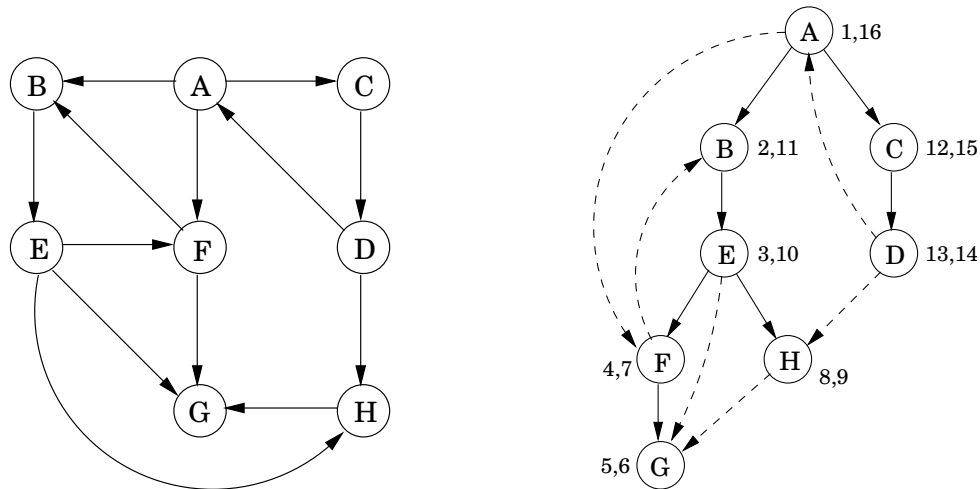 B A C
E F D
G H
A 1,16
B 2,11 C 12,15
E 3,10 D 13,14
F 4,7 H 8,9
G 5,6